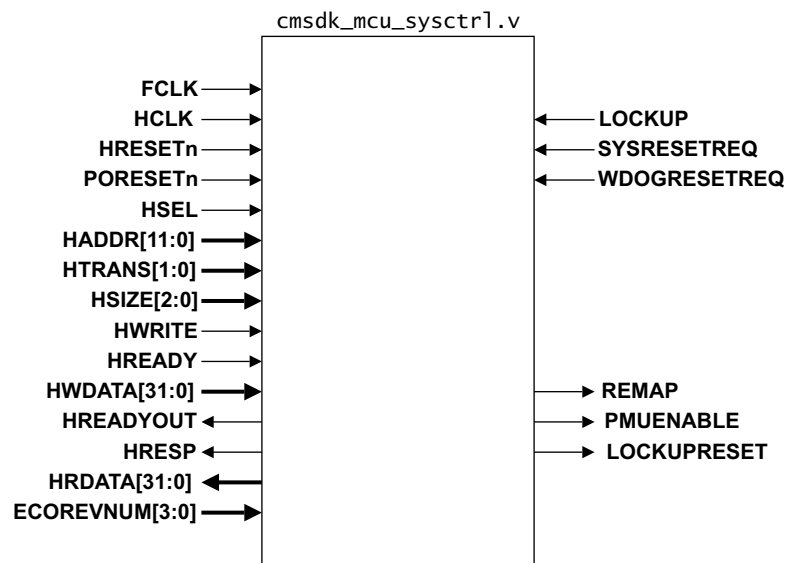 cmsdk_mcu_sysctrl.v
FCLK
HCLK
HRESETn
PORESETn
HSEL
HADDR[11:0]
HTRANS[1:0]
HSIZE[2:0]
HWRITE
HREADY
HWDATA[31:0]
HREADYOUT
HRESP
HRDATA[31:0]
ECOREVNUM[3:0]
LOCKUP
SYSRESETREQ
WDOGRESETREQ
REMAP
PMUENABLE
LOCKUPRESET